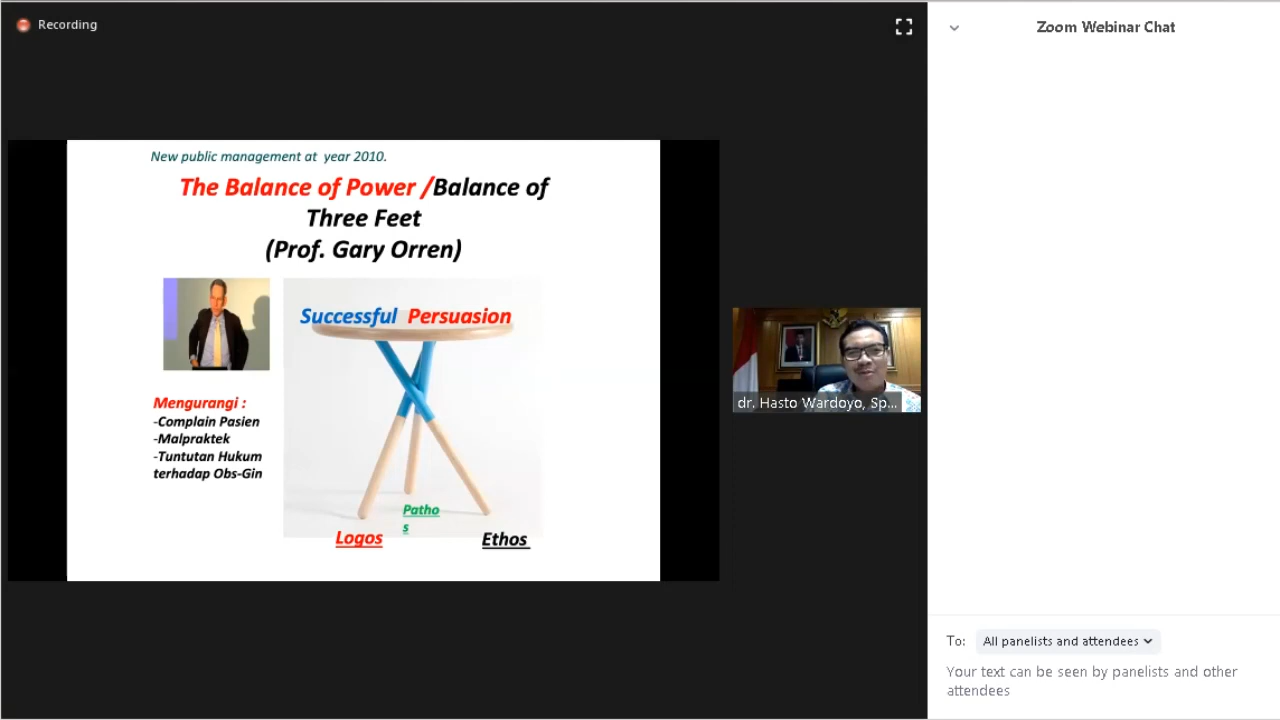 Recording
Zoom Webinar Chat
New public management at year 2010.
The Balance of Power /Balance of
Three Feet
(Prof. Gary Orren)
Successful Persuasion
Mengurangi :
-Complain Pasien
-Malpraktek
-Tuntutan Hukum
terhadap Obs-Gin
Patho
s
Logos
Ethos
dr. Hasto Wardoyo, Sp...
To: All panelists and attendees
Your text can be seen by panelists and other
attendees